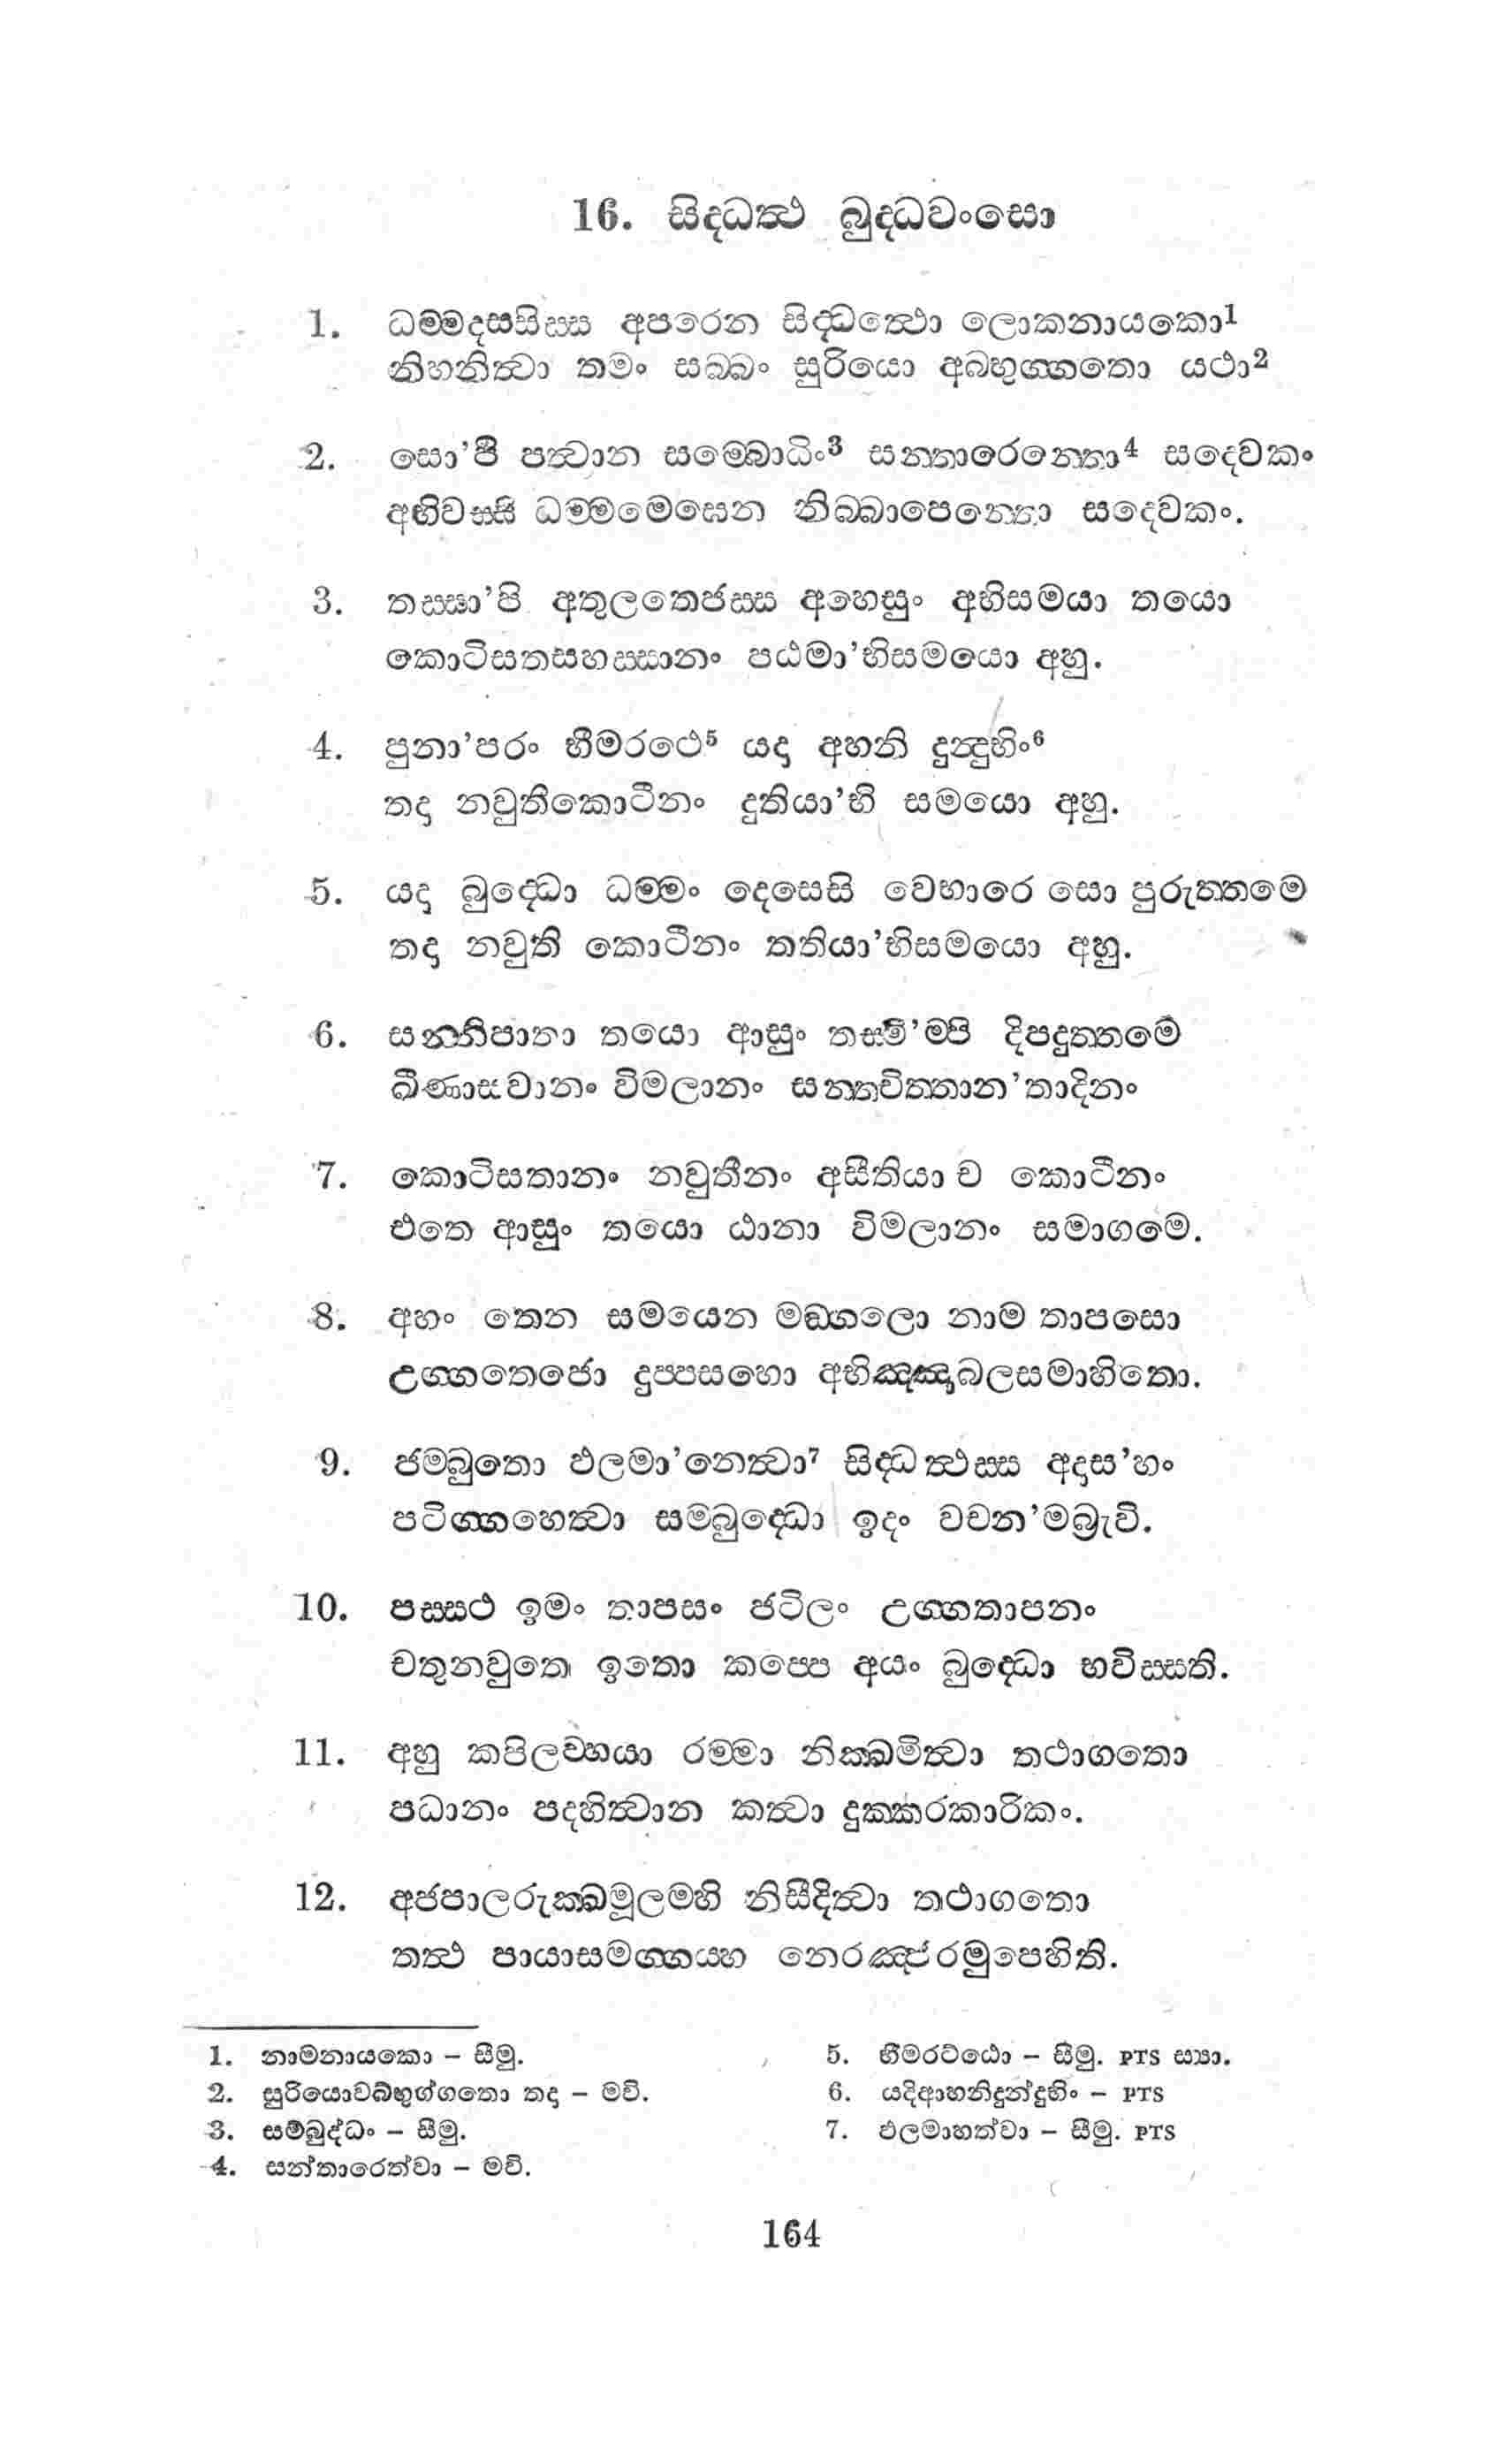 16. සිද‍්ධත්‍ථ බුද‍්ධවංසො
1. ධම‍්මදස‍්සිස‍්ස අපරෙන සිද්‍ධත්‍ථො ලොකනායකො1
නිහනිත්‍වා තමං සබ‍්බං සුරියො අබ‍්භුග‍්ගතො යථා2
2. සො’පි පත්‍වාන සම‍්බොධිං3 සන‍්තාරෙන‍්තො4 සදෙවකං
අභිවස‍්සි ධම‍්මමෙඝෙන නිබ‍්බාපෙන‍්තො සදෙවකං.
3. තස‍්සා’පි අතුලතෙජස‍්ස අහෙසුං අභිසමයා තයො
කොටිසතසහස‍්සානං පඨමා’භිසමයො අහු.
4. පුනා’පරං භීමරථෙ5 යදා අහනි දුන්‍දුභිං6
තදා නවුතිකොටීනං දුතියා’භි සමයො අහු.
5. යදා බුද්‍ධො ධම‍්මං දෙසෙසි වෙභාරෙ සො පුරුත‍්තමෙ
තදා නවුති කොටීනං තතියා’භිසමයො අහු.
6. සන‍්නිපාතා තයො ආසුං තස‍්මි’ම‍්පි දිපදුත‍්තමෙ
ඛීණාසවානං විමලානං සන‍්තචිත‍්තාන’තාදිනං
7. කොටිසතානං නවුතීනං අසීතියා ච කොටීනං
එතෙ ආසුං තයො ඨානා විමලානං සමාගමෙ.
8. අහං තෙන සමයෙන මඞ‍්ගලො නාම තාපසො
උග‍්ගතෙජො දුප‍්පසහො අභිඤ‍්ඤාබලසමාහිතො.
9. ජම‍්බුතො ඵලමා’නෙත්‍වා7 සිද්‍ධත්‍ථස‍්ස අදාස’හං
පටිග‍්ගහෙත්‍වා සම‍්බුද්‍ධො ඉදං වචන’මබ්‍රැවි.
10. පස‍්සථ ඉමං තාපසං ජටිලං උග‍්ගතාපනං
චතුනවුතෙ ඉතො කප‍්පෙ අයං බුද්‍ධො භවිස‍්සති.
11. අහු කපිලව‍්හයා රම‍්මා නික‍්ඛමිත්‍වා තථාගතො
පධානං පදහිත්‍වාන කත්‍වා දුක‍්කරකාරිකං.
12. අජපාලරුක‍්ඛමූලම‍්හි නිසීදිත්‍වා තථාගතො
තත්‍ථ පායාසමග‍්ගය‍්හ නෙරඤ‍්ජරමුපෙහිති.
1. නාමනායකො – සීමු.
2. සුරියොවබ්භුග්ගතො තදා – මවි.
3. සම්බුද්ධං – සීමු.
4. සන්තාරෙත්වා – මවි.
5. භීමරට්ඨො – සීමු. PTS ස්‍යා.
6. යදිආහනිදුන්දුභිං – PTS
7. ඵලමාහත්වා – සීමු. PTS
164